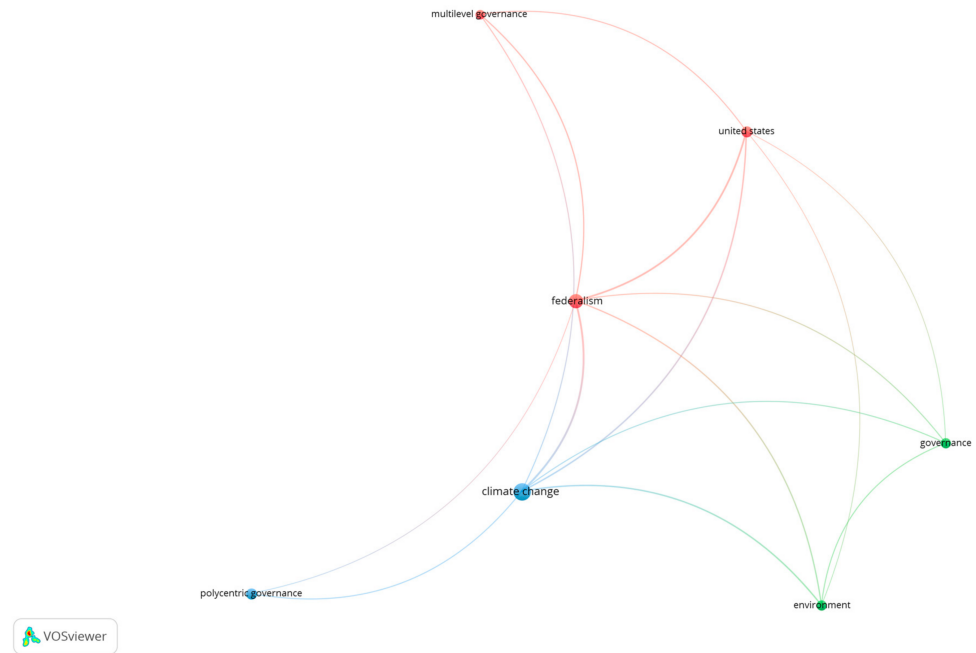 multilevel governance
united states
federalism
governance
climate change
polycentric governance
environment
VOSviewer